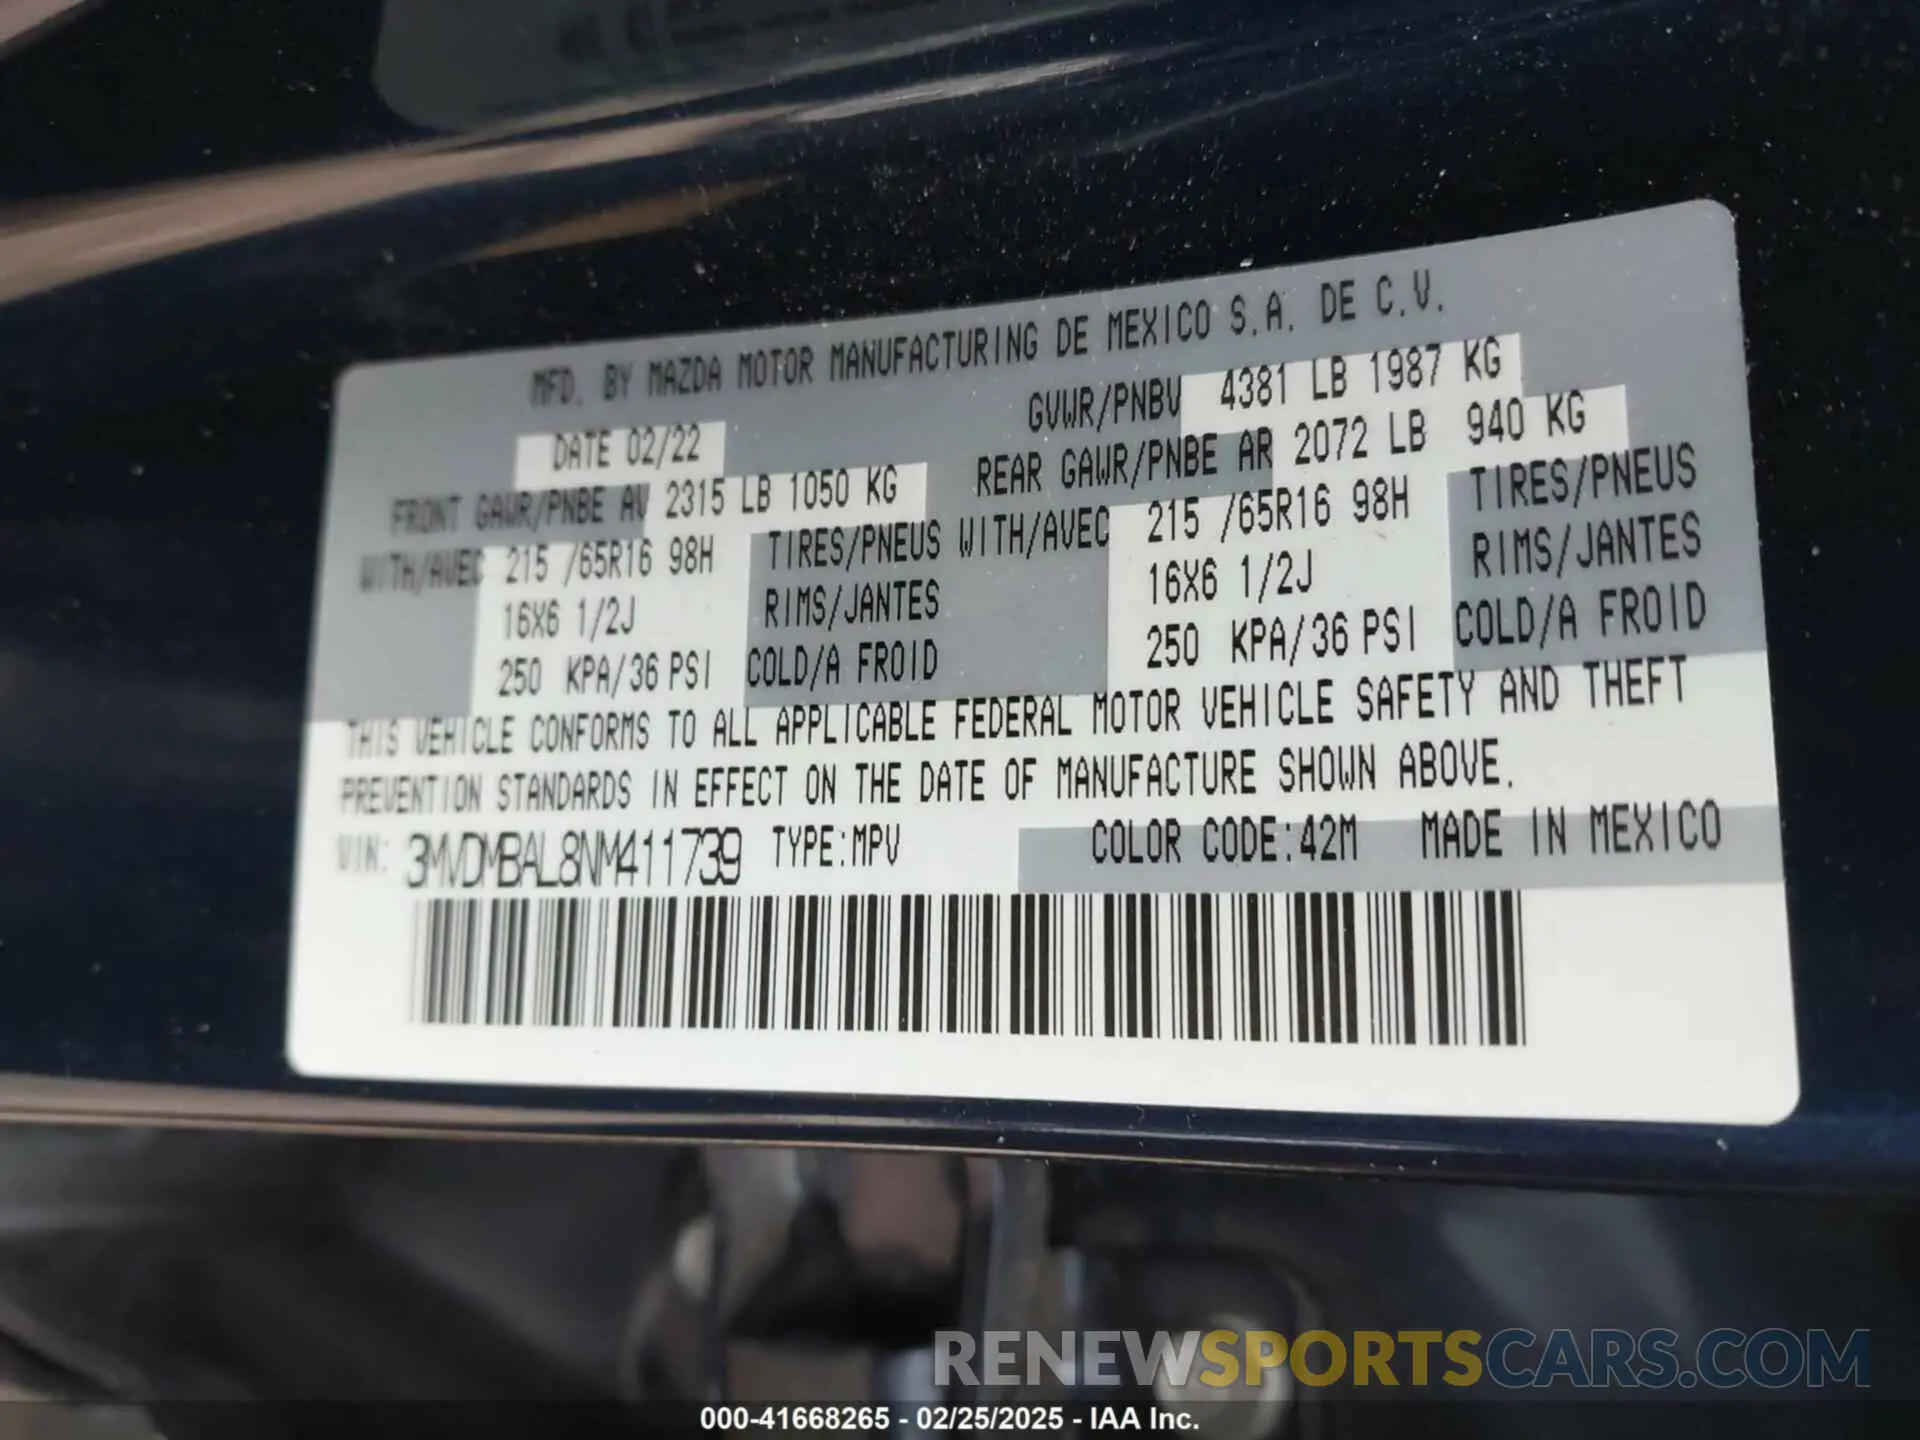 MFD. BY MAZDA MOTOR MANUFACTURING DE MEXICO S.A. DE C.V.
DATE 02/22 GVWR/PNBV 4381 LB 1987 KG
FRONT GAWR/PNBE AV 2315 LB 1050 KG REAR GAWR/PNBE AR 2072 LB 940 KG
WITH/AVEC 215 /65R16 98H TIRES/PNEUS WITH/AVEC 215 /65R16 98H TIRES/PNEUS
16X6 1/2J RIMS/JANTES 16X6 1/2J RIMS/JANTES
250 KPA/36 PSI COLD/A FROID 250 KPA/36 PSI COLD/A FROID
THIS VEHICLE CONFORMS TO ALL APPLICABLE FEDERAL MOTOR VEHICLE SAFETY AND THEFT
PREVENTION STANDARDS IN EFFECT ON THE DATE OF MANUFACTURE SHOWN ABOVE.
VIN: 3MVDMBAL8NM411739 TYPE:MPV COLOR CODE:42M MADE IN MEXICO
RENEWSPORTSCARS.COM
000-41668265 - 02/25/2025 - IAA Inc.